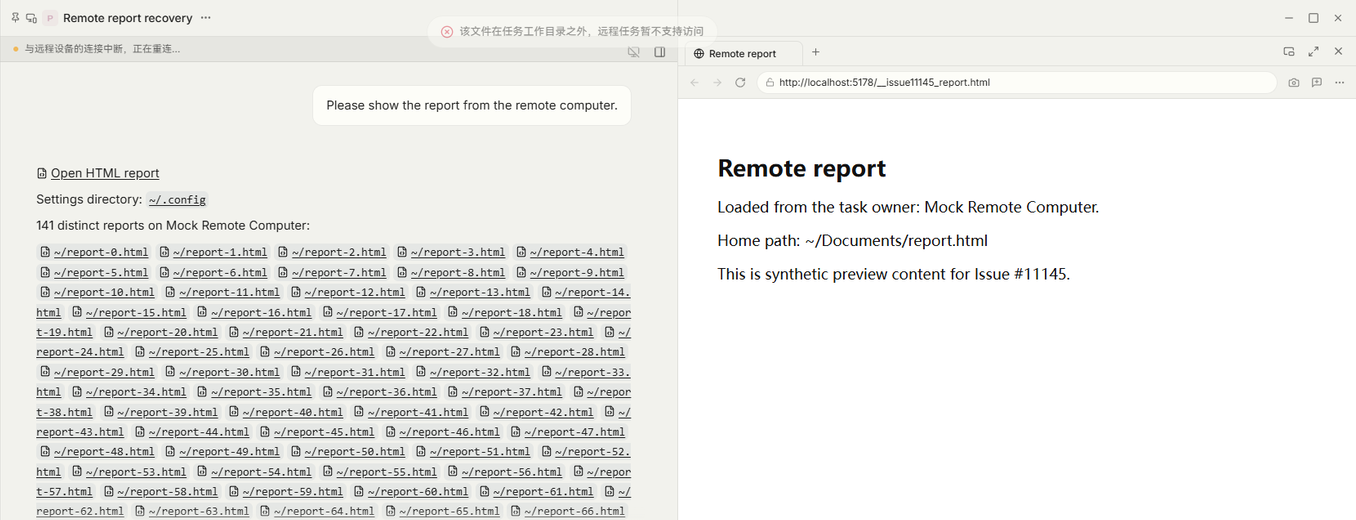 P Remote report recovery ···
该文件在任务工作目录之外，远程任务暂不支持访问
与远程设备的连接中断，正在重连...
Please show the report from the remote computer.
Open HTML report
Settings directory: ~/.config
141 distinct reports on Mock Remote Computer:
~/report-0.html ~/report-1.html ~/report-2.html ~/report-3.html ~/report-4.html
~/report-5.html ~/report-6.html ~/report-7.html ~/report-8.html ~/report-9.html
~/report-10.html ~/report-11.html ~/report-12.html ~/report-13.html ~/report-14.
html ~/report-15.html ~/report-16.html ~/report-17.html ~/report-18.html ~/repor
t-19.html ~/report-20.html ~/report-21.html ~/report-22.html ~/report-23.html ~/
report-24.html ~/report-25.html ~/report-26.html ~/report-27.html ~/report-28.html
~/report-29.html ~/report-30.html ~/report-31.html ~/report-32.html ~/report-33.
html ~/report-34.html ~/report-35.html ~/report-36.html ~/report-37.html ~/repor
t-38.html ~/report-39.html ~/report-40.html ~/report-41.html ~/report-42.html ~/
report-43.html ~/report-44.html ~/report-45.html ~/report-46.html ~/report-47.html
~/report-48.html ~/report-49.html ~/report-50.html ~/report-51.html ~/report-52.
html ~/report-53.html ~/report-54.html ~/report-55.html ~/report-56.html ~/repor
t-57.html ~/report-58.html ~/report-59.html ~/report-60.html ~/report-61.html ~/
report-62.html ~/report-63.html ~/report-64.html ~/report-65.html ~/report-66.html
Remote report
http://localhost:5178/__issue11145_report.html
Remote report
Loaded from the task owner: Mock Remote Computer.
Home path: ~/Documents/report.html
This is synthetic preview content for Issue #11145.